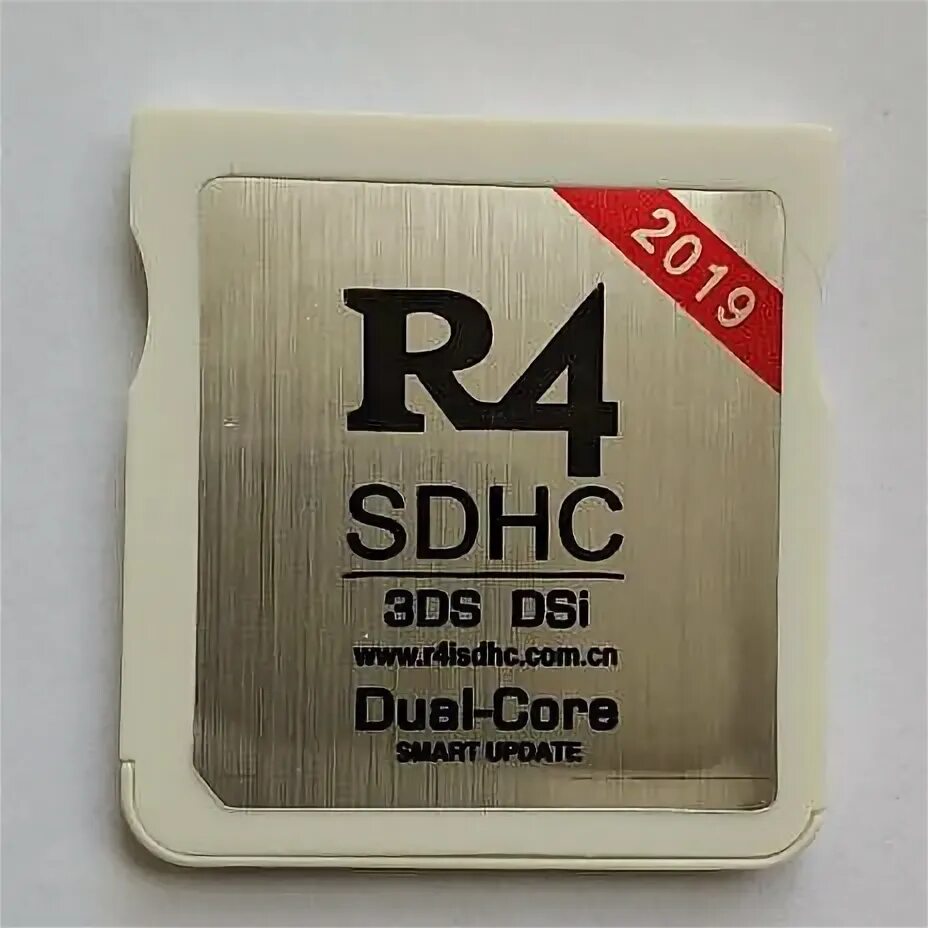 2019
R4
SDHC
3DS DSi
www.r4isdhc.com.cn
Dual-Core
SMART UPDATE